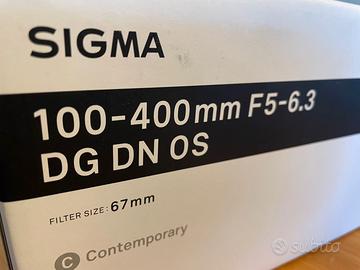 SIGMA
100-400mm F5-6.3
DG DN OS
FILTER SIZE: 67mm
C Contemporary
subito